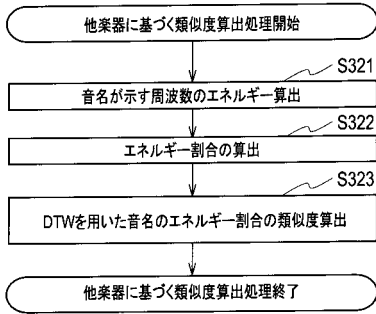 他楽器に基づく類似度算出処理開始
S321
音名が示す周波数のエネルギー算出
S322
エネルギー割合の算出
S323
DTWを用いた音名のエネルギー割合の類似度算出
他楽器に基づく類似度算出処理終了